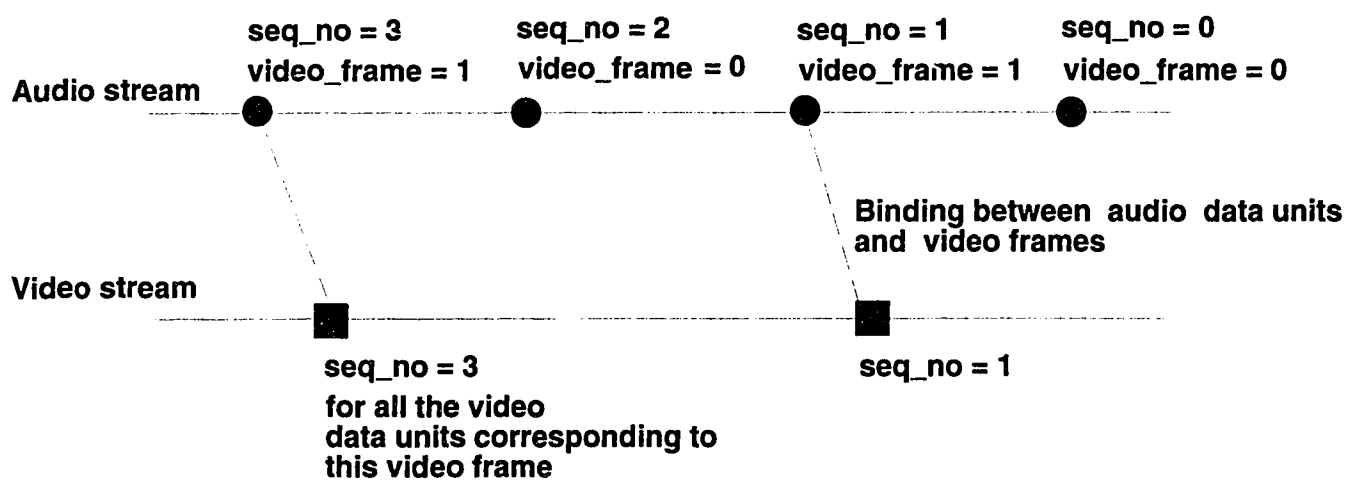 seq_no = 3
video_frame = 1
seq_no = 2
video_frame = 0
seq_no = 1
video_frame = 1
seq_no = 0
video_frame = 0
Audio stream
Binding between audio data units
and video frames
Video stream
seq_no = 3
for all the video
data units corresponding to
this video frame
seq_no = 1